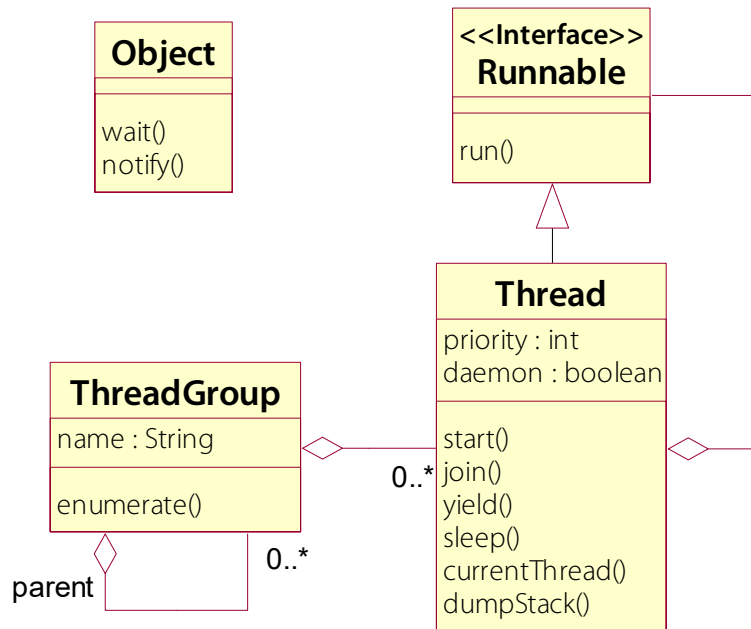 Object
wait()
notify()
<<Interface>>
Runnable
run()
Thread
priority : int
daemon : boolean
start()
join()
yield()
sleep()
currentThread()
dumpStack()
ThreadGroup
name : String
enumerate()
0..*
0..*
parent